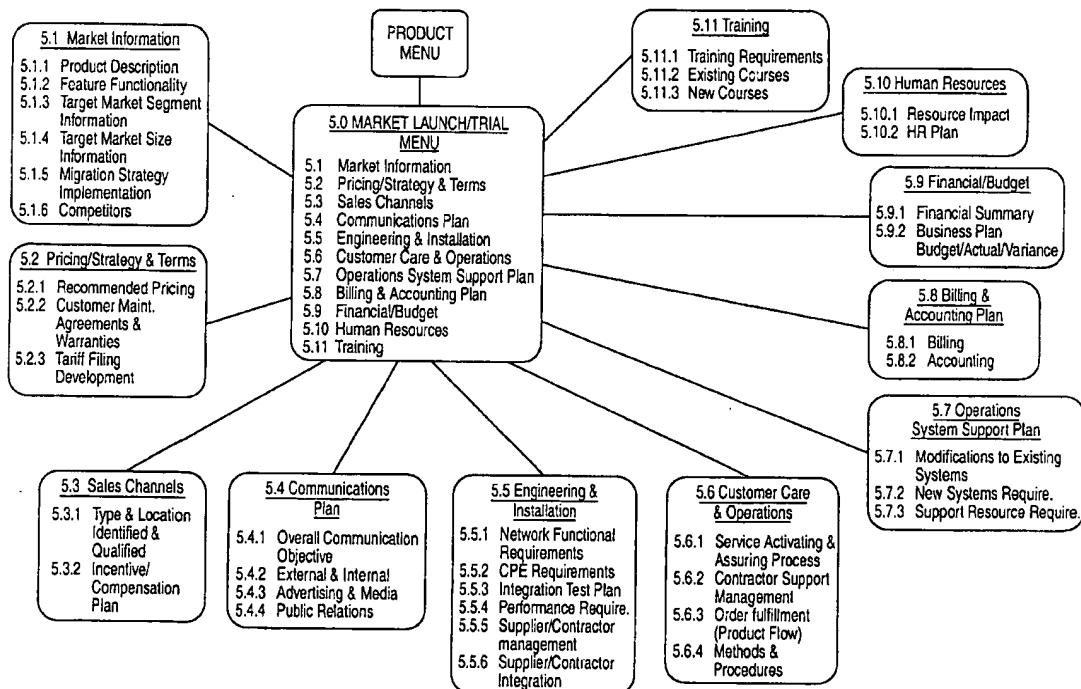 PRODUCT
MENU
5.0 MARKET LAUNCH/TRIAL
MENU
5.1 Market Information
5.2 Pricing/Strategy & Terms
5.3 Sales Channels
5.4 Communications Plan
5.5 Engineering & Installation
5.6 Customer Care & Operations
5.7 Operations System Support Plan
5.8 Billing & Accounting Plan
5.9 Financial/Budget
5.10 Human Resources
5.11 Training
5.1 Market Information
5.1.1 Product Description
5.1.2 Feature Functionality
5.1.3 Target Market Segment
Information
5.1.4 Target Market Size
Information
5.1.5 Migration Strategy
Implementation
5.1.6 Competitors
5.2 Pricing/Strategy & Terms
5.2.1 Recommended Pricing
5.2.2 Customer Maint.
Agreements &
Warranties
5.2.3 Tariff Filing
Development
5.3 Sales Channels
5.3.1 Type & Location
Identified &
Qualified
5.3.2 Incentive/
Compensation
Plan
5.4 Communications
Plan
5.4.1 Overall Communication
Objective
5.4.2 External & Internal
5.4.3 Advertising & Media
5.4.4 Public Relations
5.5 Engineering &
Installation
5.5.1 Network Functional
Requirements
5.5.2 CPE Requirements
5.5.3 Integration Test Plan
5.5.4 Performance Require.
5.5.5 Supplier/Contractor
management
5.5.6 Supplier/Contractor
Integration
5.6 Customer Care
& Operations
5.6.1 Service Activating &
Assuring Process
5.6.2 Contractor Support
Management
5.6.3 Order fulfillment
(Product Flow)
5.6.4 Methods &
Procedures
5.7 Operations
System Support Plan
5.7.1 Modifications to Existing
Systems
5.7.2 New Systems Require.
5.7.3 Support Resource Require.
5.8 Billing &
Accounting Plan
5.8.1 Billing
5.8.2 Accounting
5.9 Financial/Budget
5.9.1 Financial Summary
5.9.2 Business Plan
Budget/Actual/Variance
5.10 Human Resources
5.10.1 Resource Impact
5.10.2 HR Plan
5.11 Training
5.11.1 Training Requirements
5.11.2 Existing Courses
5.11.3 New Courses